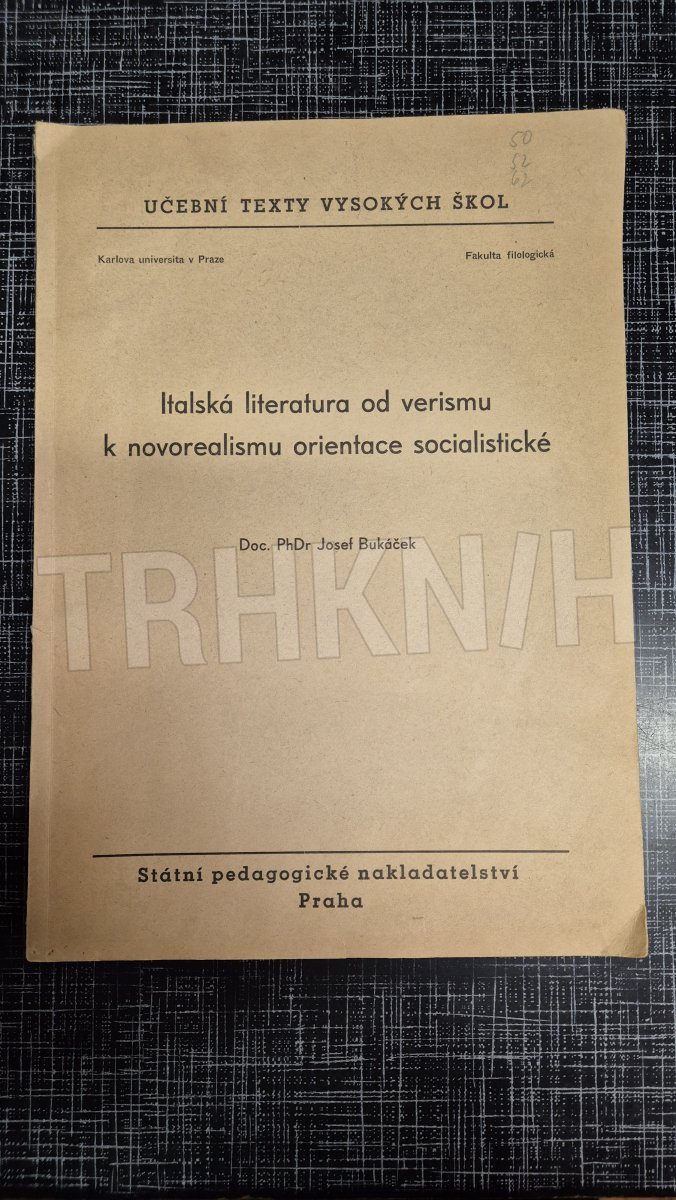 50
52
62
UČEBNÍ TEXTY VYSOKÝCH ŠKOL
Karlova universita v Praze
Fakulta filologická
Italská literatura od verismu
k novorealismu orientace socialistické
Doc. PhDr Josef Bukáček
TRHKN/H
Státní pedagogické nakladatelství
Praha